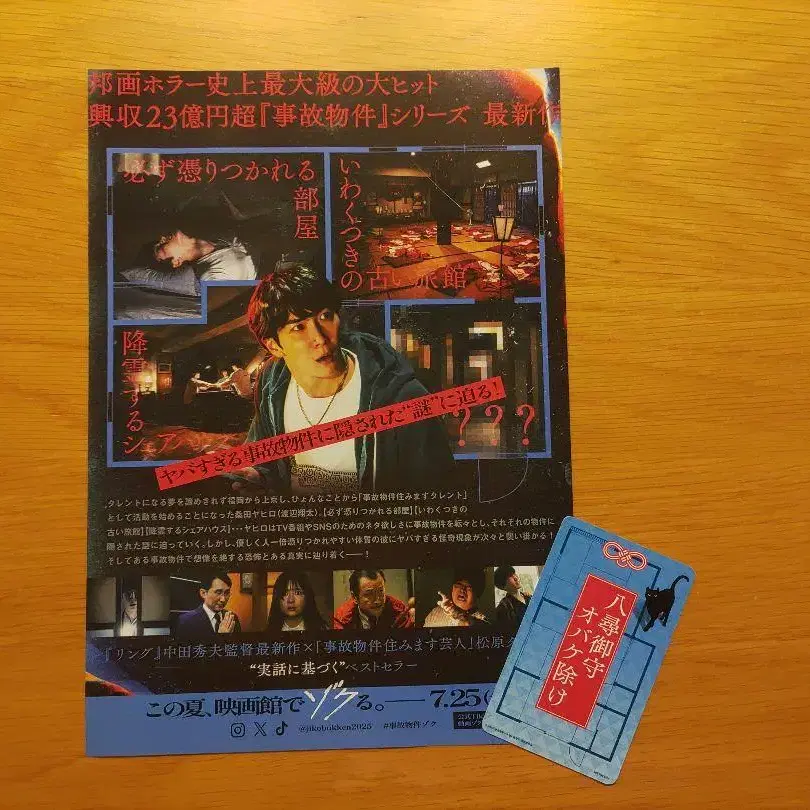 邦画ホラー史上最大級の大ヒット
興収23億円超『事故物件』シリーズ 最新作
必ず憑りつかれる
部屋
いわくつきの
古い旅館
降霊する
シェアハウス
？？？
ヤバすぎる事故物件に隠された“謎”に迫る！
タレントになる夢を諦めきれず福岡から上京し、ひょんなことから「事故物件住みますタレント」
として活動を始めることになった桑田ヤヒロ(渡辺翔太)。【必ず憑りつかれる部屋】【いわくつきの
古い旅館】【降霊するシェアハウス】･･･ヤヒロはTV番組やSNSのためのネタ欲しさに事故物件を転々とし、それぞれの物件に
隠された謎に迫っていく。しかし、優しく人一倍憑りつかれやすい体質の彼にヤバすぎる怪奇現象が次々と襲い掛かる！
そしてある事故物件で想像を絶する恐怖とある真実に辿り着く――！
『リング』中田秀夫監督最新作×「事故物件住みます芸人」松原
“実話に基づく”ベストセラー
この夏、映画館でゾクる。― 7.25
@jikobukken2025 #事故物件ゾク
八尋御守
オバケ除け